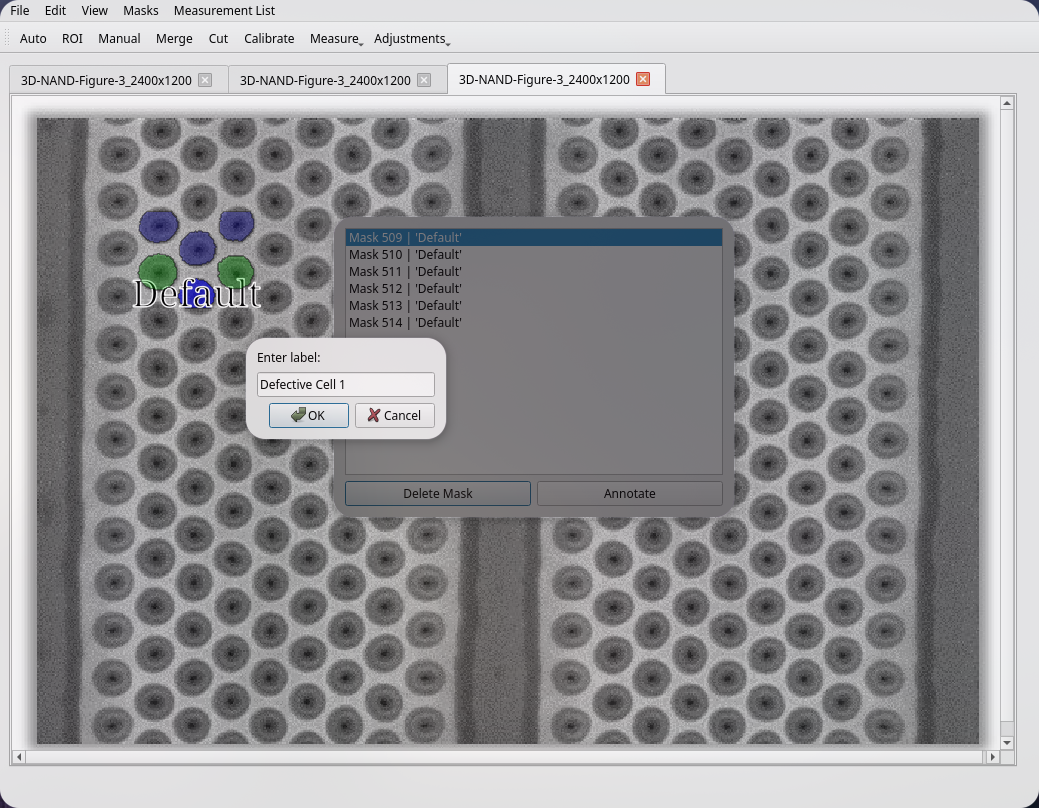 File Edit View Masks Measurement List
Auto ROI Manual Merge Cut Calibrate Measure Adjustments
3D-NAND-Figure-3_2400x1200 3D-NAND-Figure-3_2400x1200 3D-NAND-Figure-3_2400x1200
Mask 509 | 'Default'
Mask 510 | 'Default'
Mask 511 | 'Default'
Mask 512 | 'Default'
Mask 513 | 'Default'
Mask 514 | 'Default'
Default
Enter label:
Defective Cell 1
OK Cancel
Delete Mask Annotate